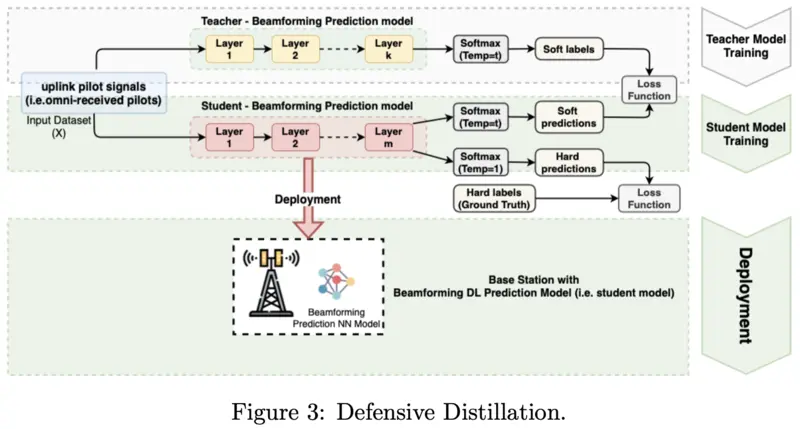 Teacher - Beamforming Prediction model
Layer
1
Layer
2
Layer
k
Softmax
(Temp=t)
Soft labels
Teacher Model
Training
uplink pilot signals
(i.e.omni-received pilots)
Input Dataset
(X)
Loss
Function
Student - Beamforming Prediction model
Layer
1
Layer
2
Layer
m
Softmax
(Temp=t)
Soft
predictions
Student Model
Training
Softmax
(Temp=1)
Hard
predictions
Hard labels
(Ground Truth)
Loss
Function
Deployment
Beamforming
Prediction NN Model
Base Station with
Beamforming DL Prediction Model (i.e. student model)
Deployment
Figure 3: Defensive Distillation.